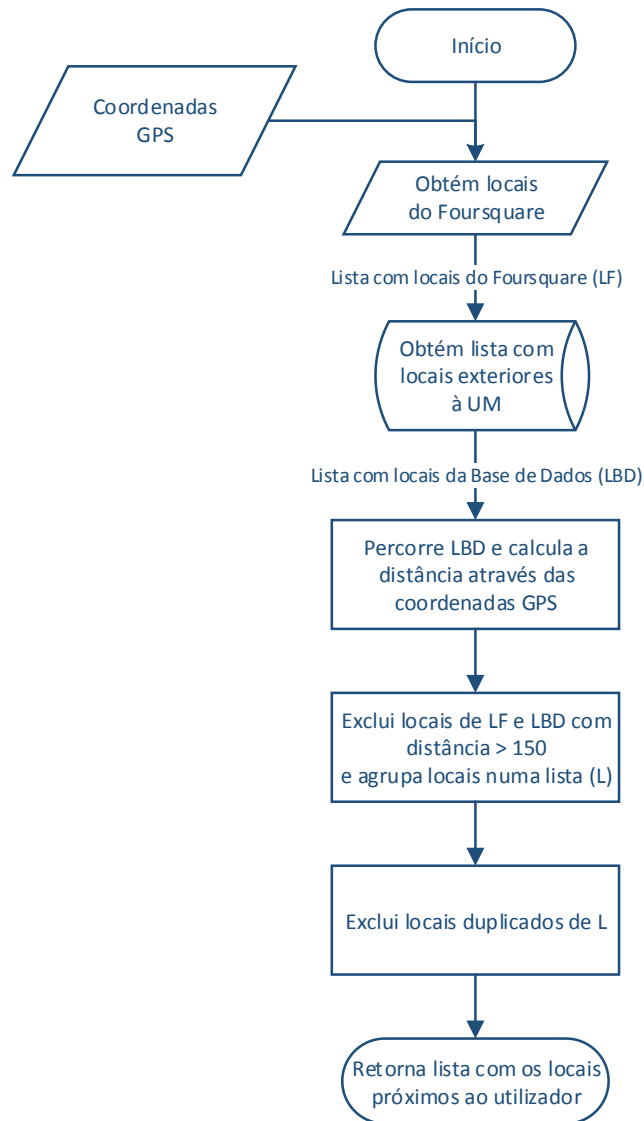 Início
Coordenadas
GPS
Obtém locais
do Foursquare
Lista com locais do Foursquare (LF)
Obtém lista com
locais exteriores
à UM
Lista com locais da Base de Dados (LBD)
Percorre LBD e calcula a
distância através das
coordenadas GPS
Exclui locais de LF e LBD com
distância > 150
e agrupa locais numa lista (L)
Exclui locais duplicados de L
Retorna lista com os locais
próximos ao utilizador